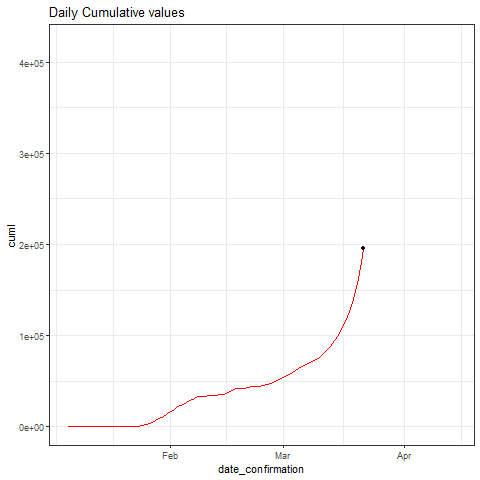 Daily Cumulative values
4e+05
3e+05
2e+05
1e+05
0e+00
cuml
Feb
Mar
Apr
date_confirmation